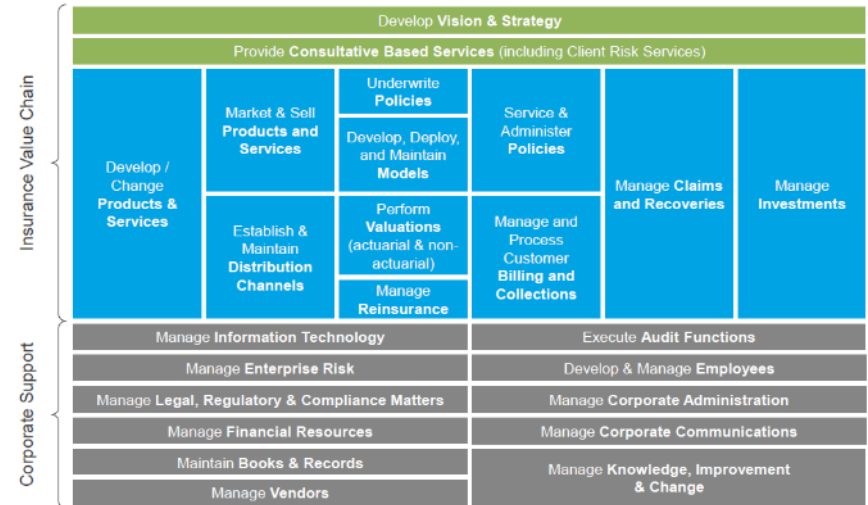 Insurance Value Chain
Develop Vision & Strategy
Provide Consultative Based Services (including Client Risk Services)
Develop /
Change
Products &
Services
Market & Sell
Products and
Services
Establish &
Maintain
Distribution
Channels
Underwrite
Policies
Develop, Deploy,
and Maintain
Models
Perform
Valuations
(actuarial & non-
actuarial)
Manage
Reinsurance
Service &
Administer
Policies
Manage and
Process
Customer
Billing and
Collections
Manage Claims
and Recoveries
Manage
Investments
Corporate Support
Manage Information Technology
Manage Enterprise Risk
Manage Legal, Regulatory & Compliance Matters
Manage Financial Resources
Maintain Books & Records
Manage Vendors
Execute Audit Functions
Develop & Manage Employees
Manage Corporate Administration
Manage Corporate Communications
Manage Knowledge, Improvement
& Change